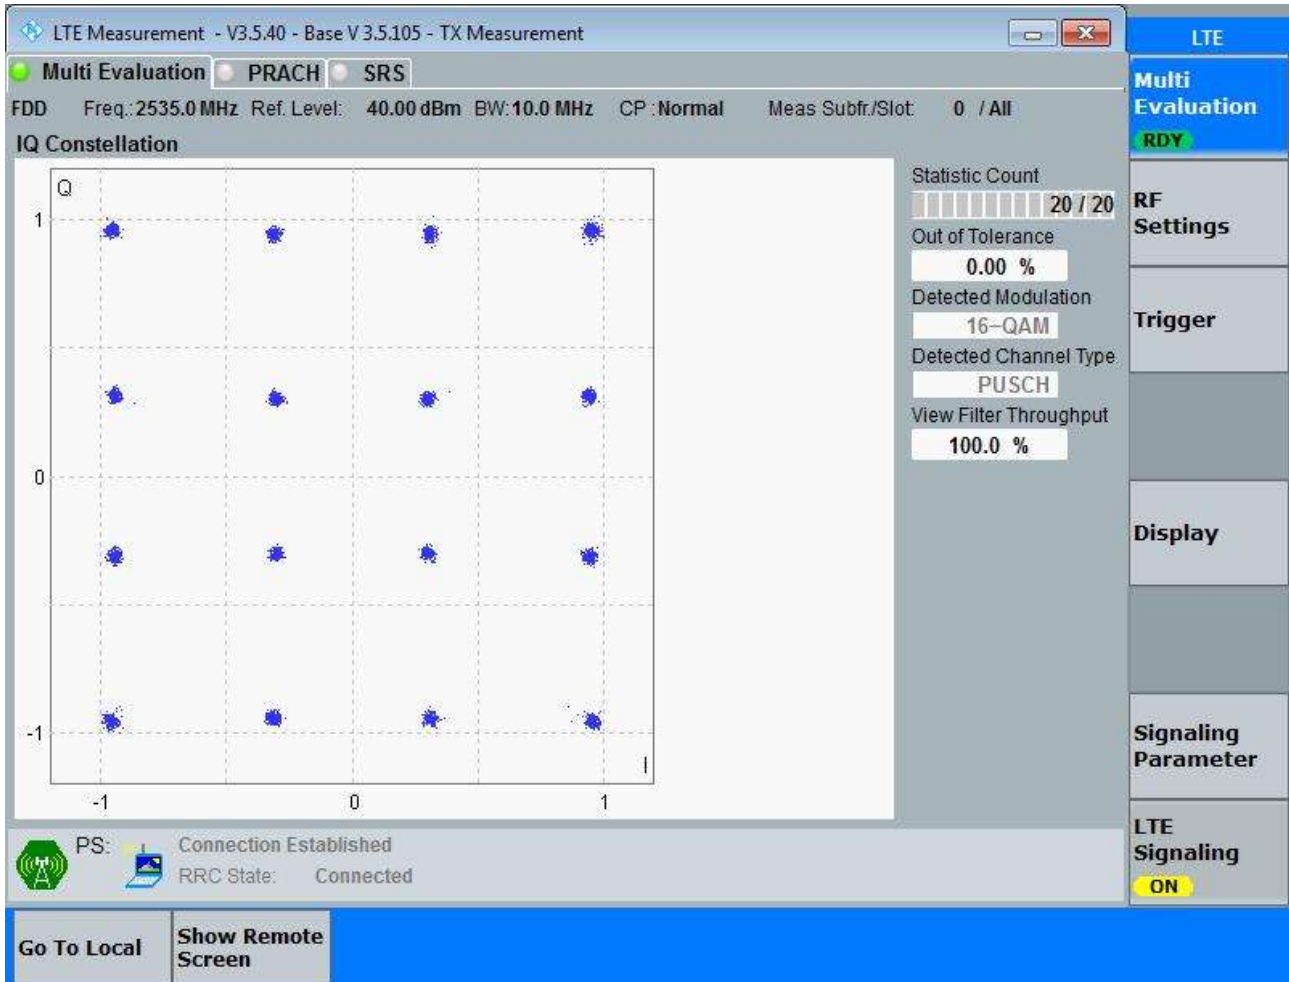 LTE Measurement - V3.5.40 - Base V 3.5.105 - TX Measurement
LTE
Multi Evaluation PRACH SRS
FDD Freq.:2535.0 MHz Ref. Level: 40.00 dBm BW:10.0 MHz CP :Normal Meas Subfr./Slot: 0 / All
IQ Constellation
Q
1
0
-1
I
-1 0 1
Statistic Count
20 / 20
Out of Tolerance
0.00 %
Detected Modulation
16-QAM
Detected Channel Type
PUSCH
View Filter Throughput
100.0 %
Multi
Evaluation
RDY
RF
Settings
Trigger
Display
Signaling
Parameter
LTE
Signaling
ON
PS: Connection Established
RRC State: Connected
Go To Local
Show Remote
Screen